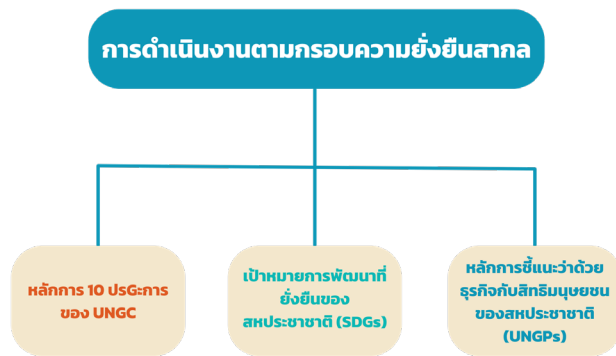 การดำเนินงานตามกรอบความยั่งยืนสากล
หลักการ 10 ประการ
ของ UNGC
เป้าหมายการพัฒนาที่
ยั่งยืนของ
สหประชาชาติ (SDGs)
หลักการชี้แนะว่าด้วย
ธุรกิจกับสิทธิมนุษยชน
ของสหประชาชาติ
(UNGPs)